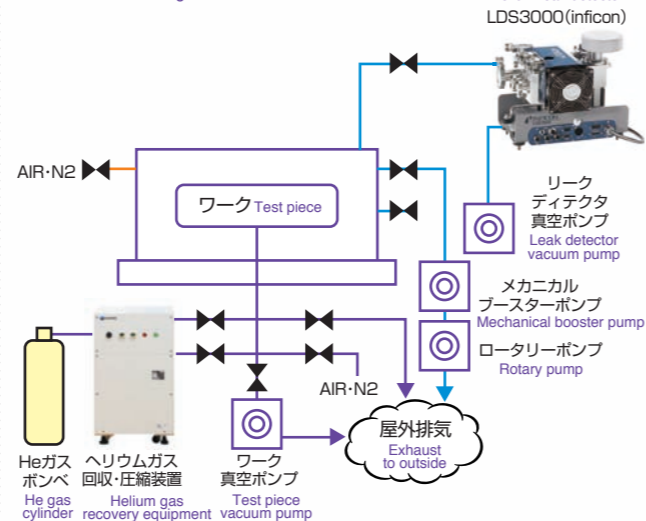 LDS3000(inficon)
AIR･N2
ワーク Test piece
リーク
ディテクタ
真空ポンプ
Leak detector
vacuum pump
メカニカル
ブースターポンプ
Mechanical booster pump
ロータリーポンプ
Rotary pump
AIR･N2
屋外排気
Exhaust
to outside
Heガス
ボンベ
He gas
cylinder
ヘリウムガス
回収・圧縮装置
Helium gas
recovery equipment
ワーク
真空ポンプ
Test piece
vacuum pump